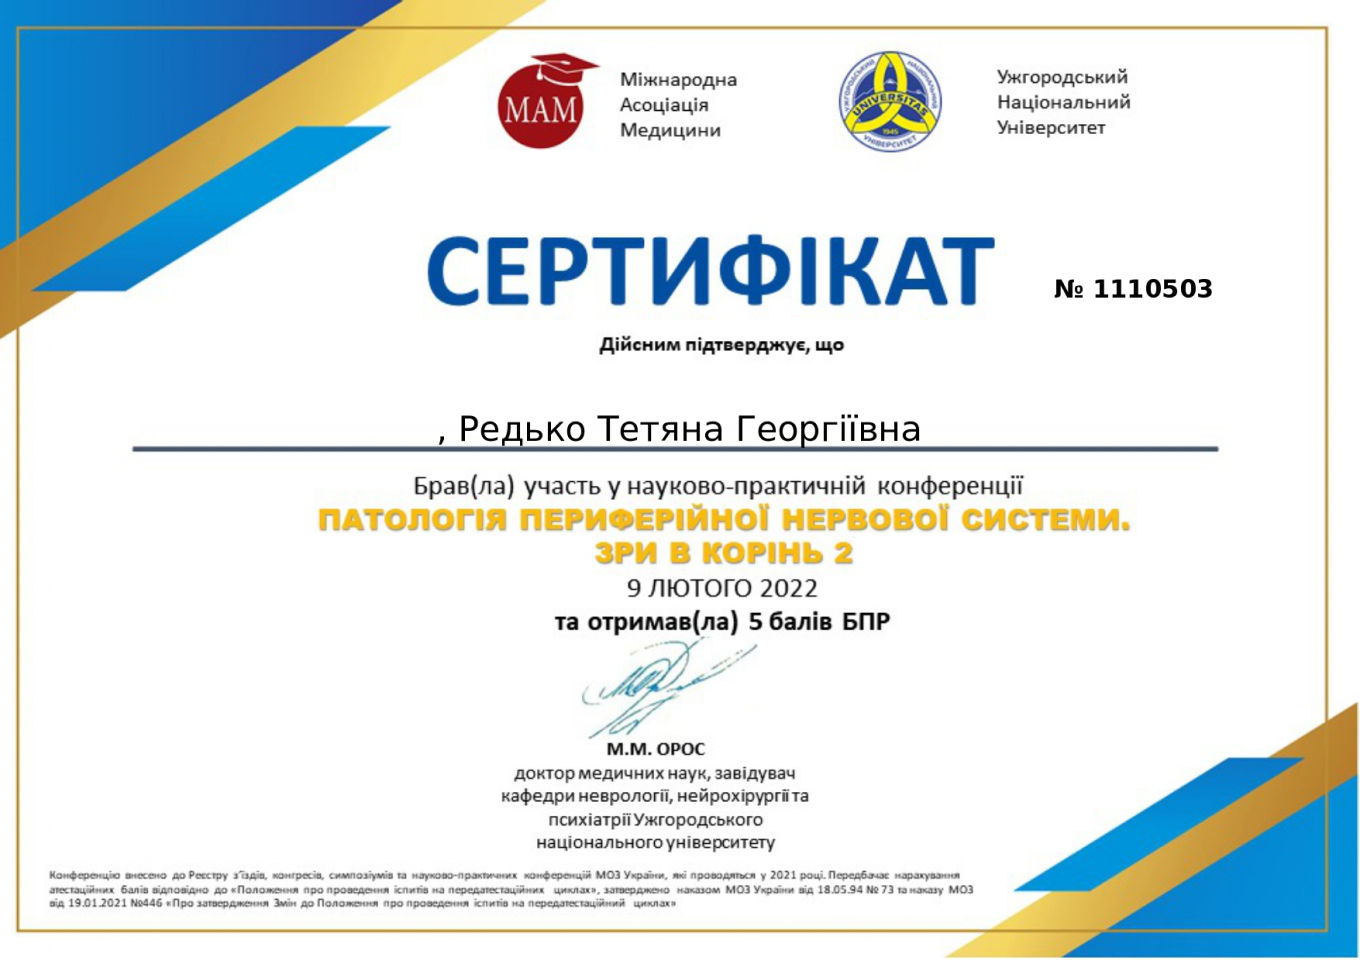 МАМ
Міжнародна
Асоціація
Медицини
УЖГОРОДСЬКИЙ НАЦІОНАЛЬНИЙ
UNIVERSITAS
1945
УНІВЕРСИТЕТ
Ужгородський
Національний
Університет
СЕРТИФІКАТ
№ 1110503
Дійсним підтверджує, що
, Редько Тетяна Георгіївна
Брав(ла) участь у науково-практичній конференції
ПАТОЛОГІЯ ПЕРИФЕРІЙНОЇ НЕРВОВОЇ СИСТЕМИ.
ЗРИ В КОРІНЬ 2
9 ЛЮТОГО 2022
та отримав(ла) 5 балів БПР
М.М. ОРОС
доктор медичних наук, завідувач
кафедри неврології, нейрохірургії та
психіатрії Ужгородського
національного університету
Конференцію внесено до Реєстру з’їздів, конгресів, симпозіумів та науково-практичних конференцій МОЗ України, які проводяться у 2021 році. Передбачає нарахування
атестаційних балів відповідно до «Положення про проведення іспитів на передатестаційних циклах», затверджено наказом МОЗ України від 18.05.94 № 73 та наказу МОЗ
від 19.01.2021 №446 «Про затвердження Змін до Положення про проведення іспитів на передатестаційний циклах»